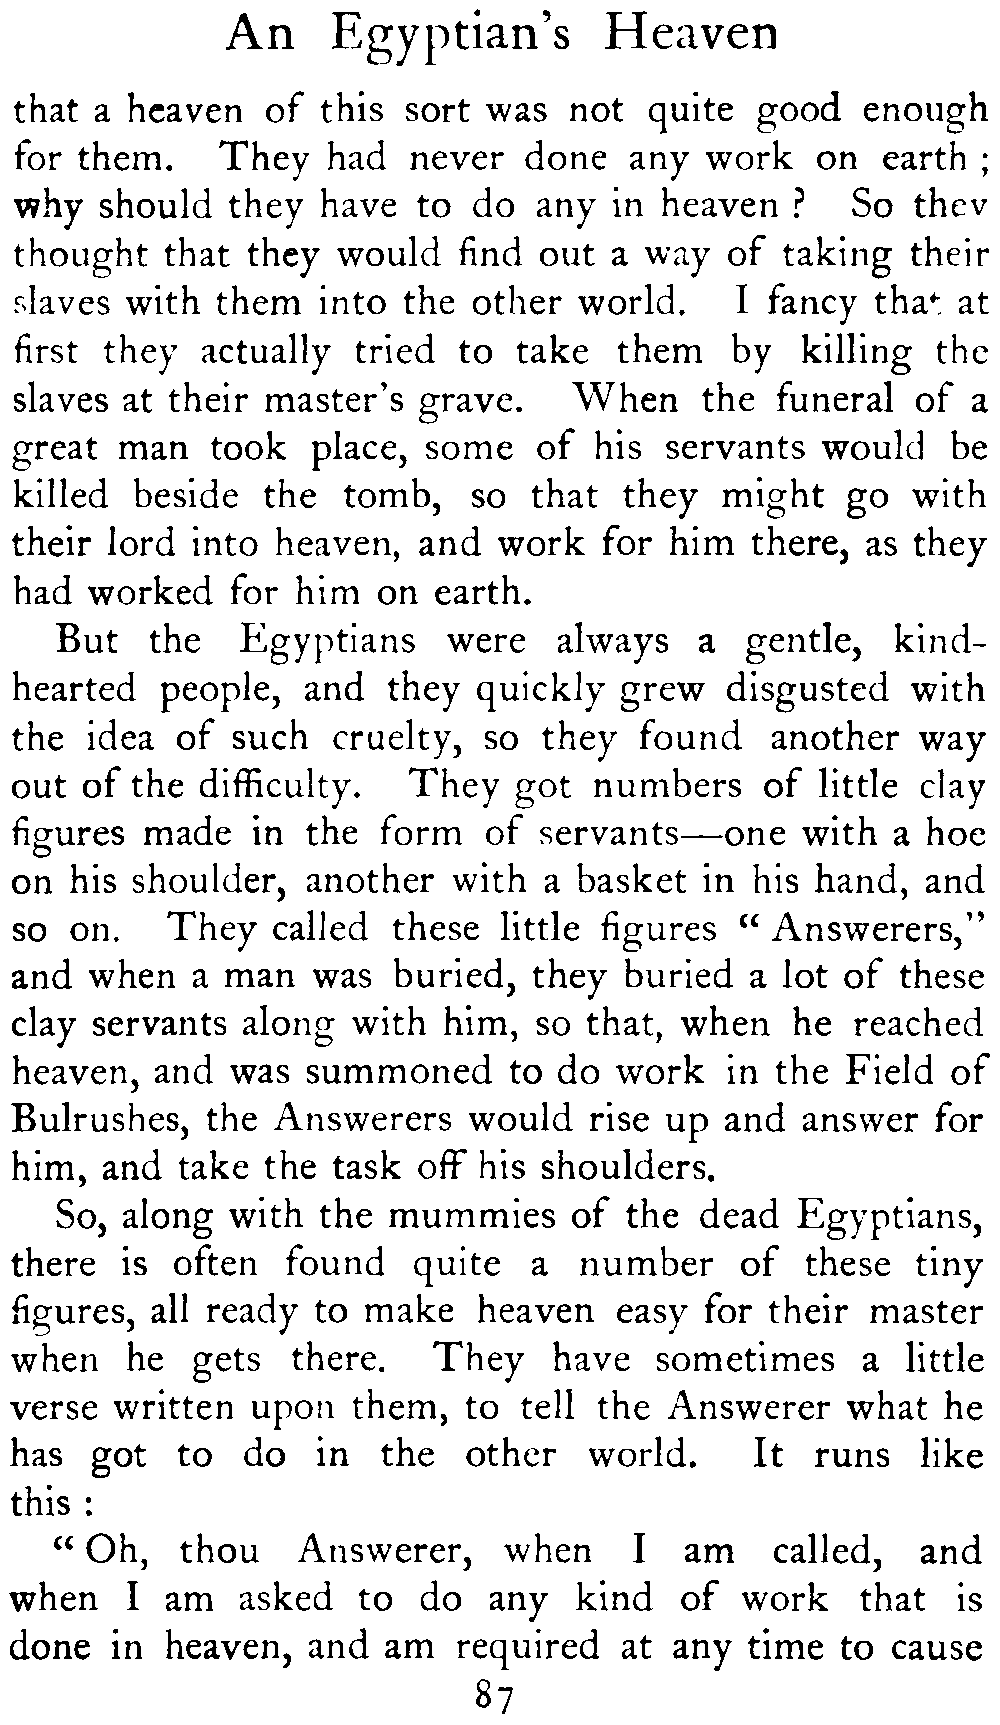 An Egyptian's Heaven
that a heaven of this sort was not quite good enough
for them. They had never done any work on earth ;
why should they have to do any in heaven ? So they
thought that they would find out a way of taking their
slaves with them into the other world. I fancy that at
first they actually tried to take them by killing the
slaves at their master's grave. When the funeral of a
great man took place, some of his servants would be
killed beside the tomb, so that they might go with
their lord into heaven, and work for him there, as they
had worked for him on earth.
But the Egyptians were always a gentle, kind-
hearted people, and they quickly grew disgusted with
the idea of such cruelty, so they found another way
out of the difficulty. They got numbers of little clay
figures made in the form of servants—one with a hoe
on his shoulder, another with a basket in his hand, and
so on. They called these little figures “ Answerers,”
and when a man was buried, they buried a lot of these
clay servants along with him, so that, when he reached
heaven, and was summoned to do work in the Field of
Bulrushes, the Answerers would rise up and answer for
him, and take the task off his shoulders.
So, along with the mummies of the dead Egyptians,
there is often found quite a number of these tiny
figures, all ready to make heaven easy for their master
when he gets there. They have sometimes a little
verse written upon them, to tell the Answerer what he
has got to do in the other world. It runs like
this :
“ Oh, thou Answerer, when I am called, and
when I am asked to do any kind of work that is
done in heaven, and am required at any time to cause
87